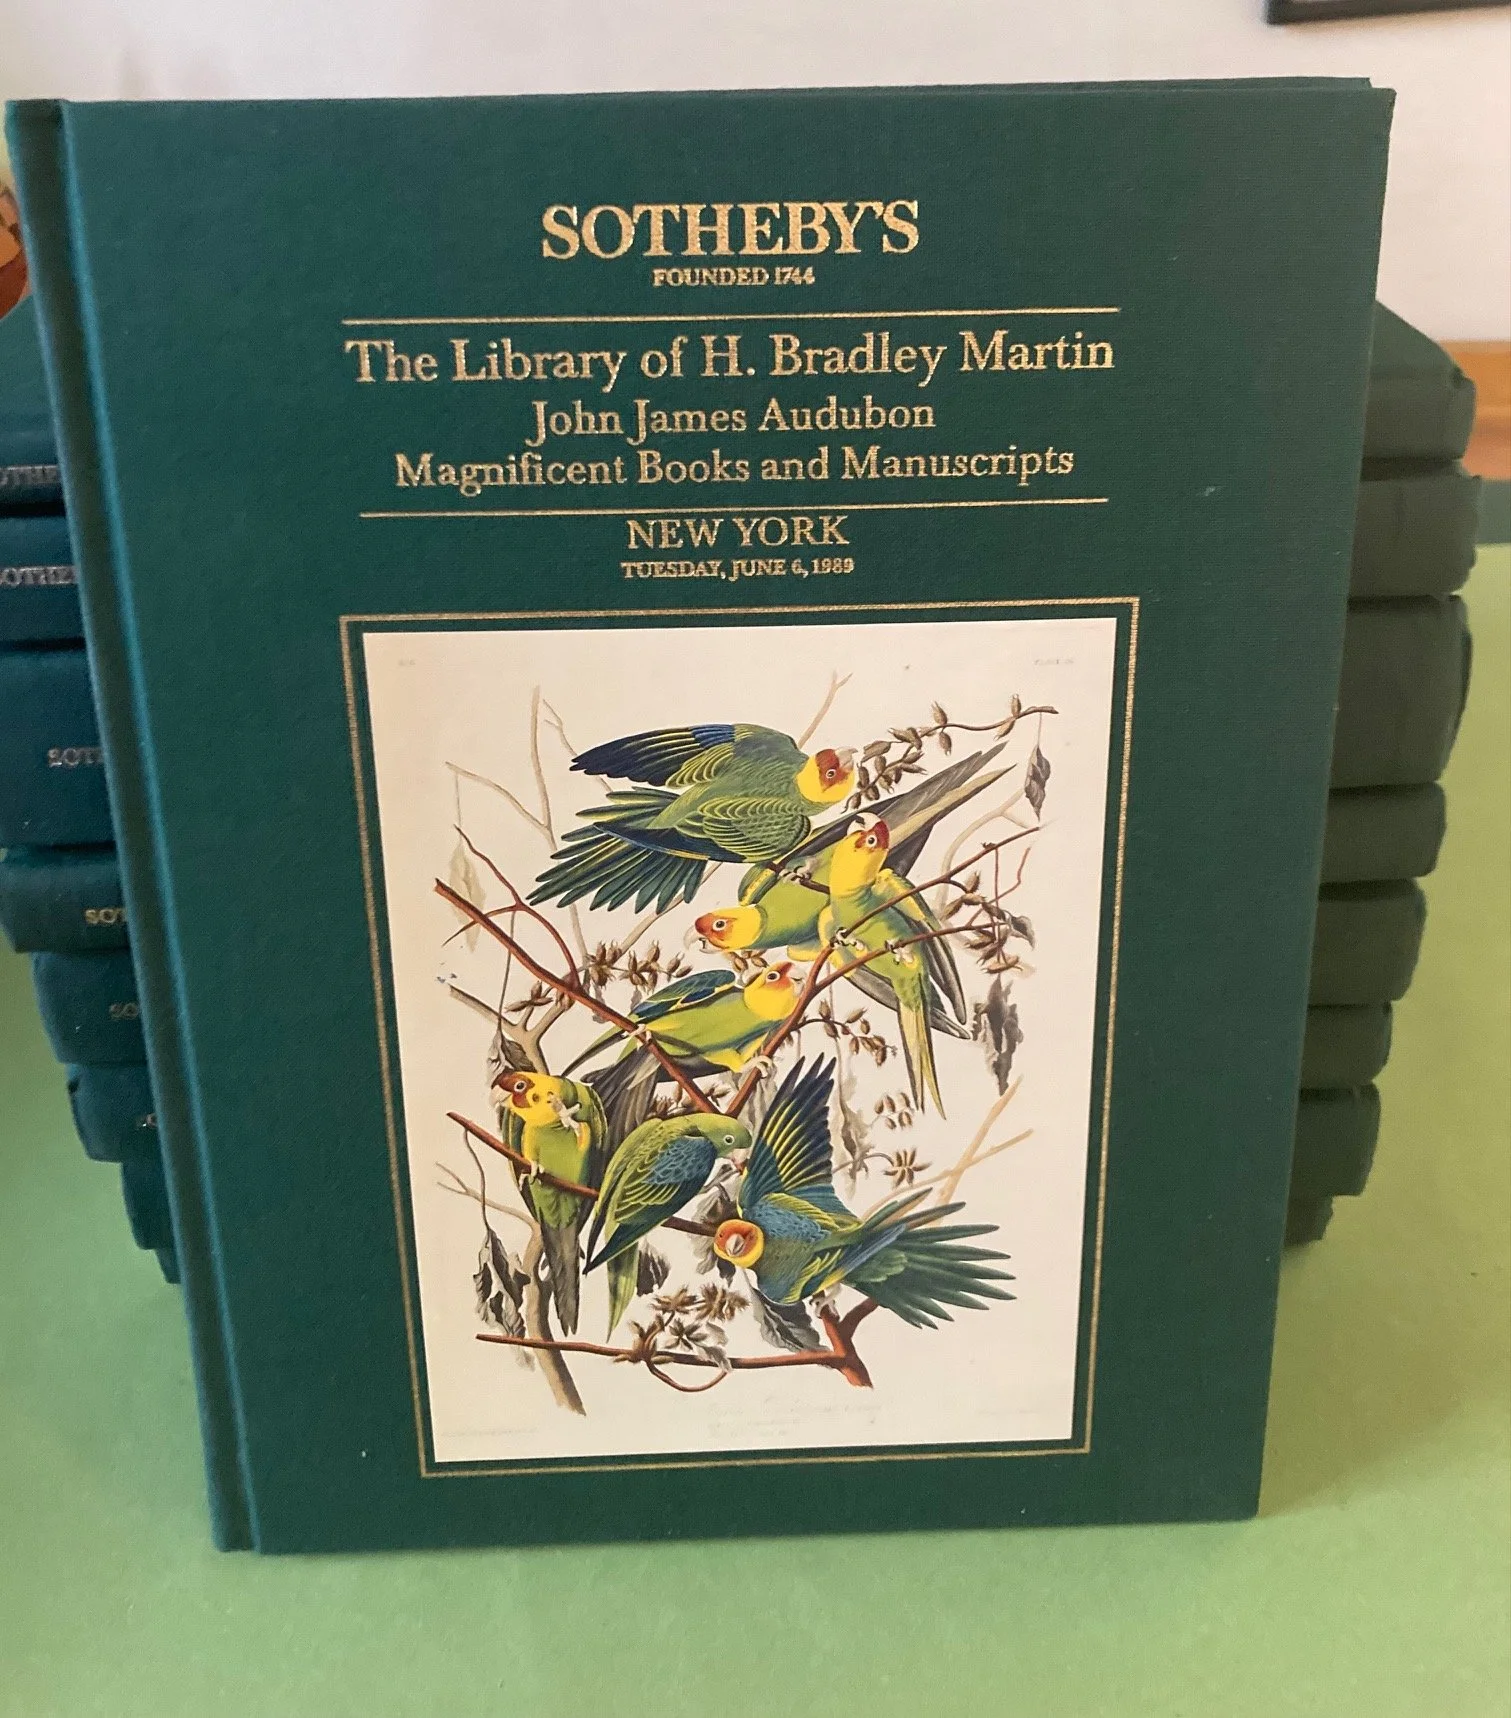 SOTHEBY'S
FOUNDED 1744
The Library of H. Bradley Martin
John James Audubon
Magnificent Books and Manuscripts
NEW YORK
TUESDAY, JUNE 6, 1989